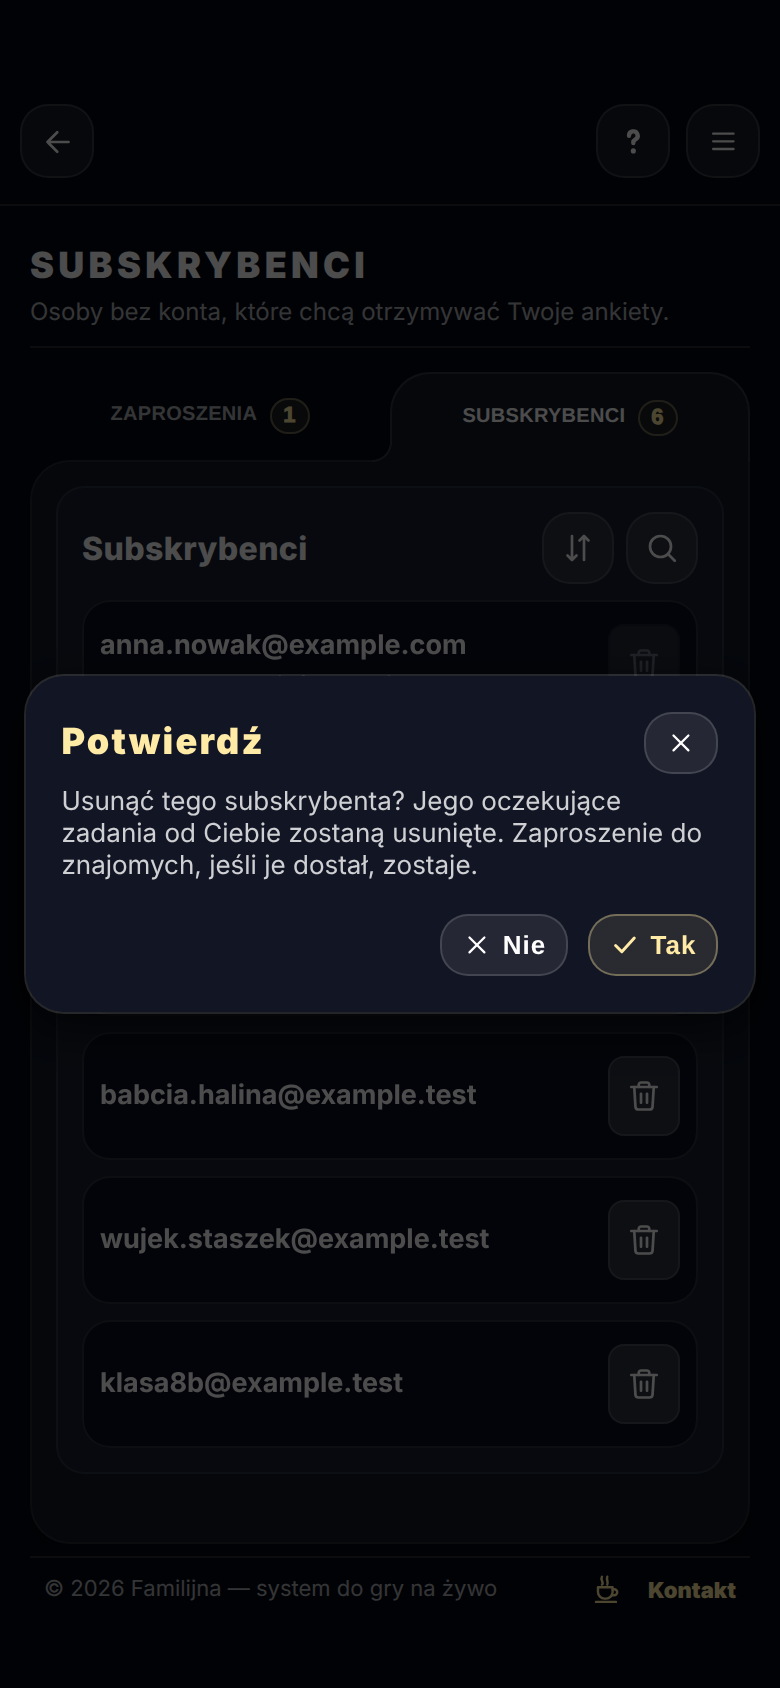 ?
SUBSKRYBENCI
Osoby bez konta, które chcą otrzymywać Twoje ankiety.
ZAPROSZENIA 1
SUBSKRYBENCI 6
Subskrybenci
anna.nowak@example.com
Potwierdź
Usunąć tego subskrybenta? Jego oczekujące
zadania od Ciebie zostaną usunięte. Zaproszenie do
znajomych, jeśli je dostał, zostaje.
Nie
Tak
babcia.halina@example.test
wujek.staszek@example.test
klasa8b@example.test
© 2026 Familijna — system do gry na żywo
Kontakt